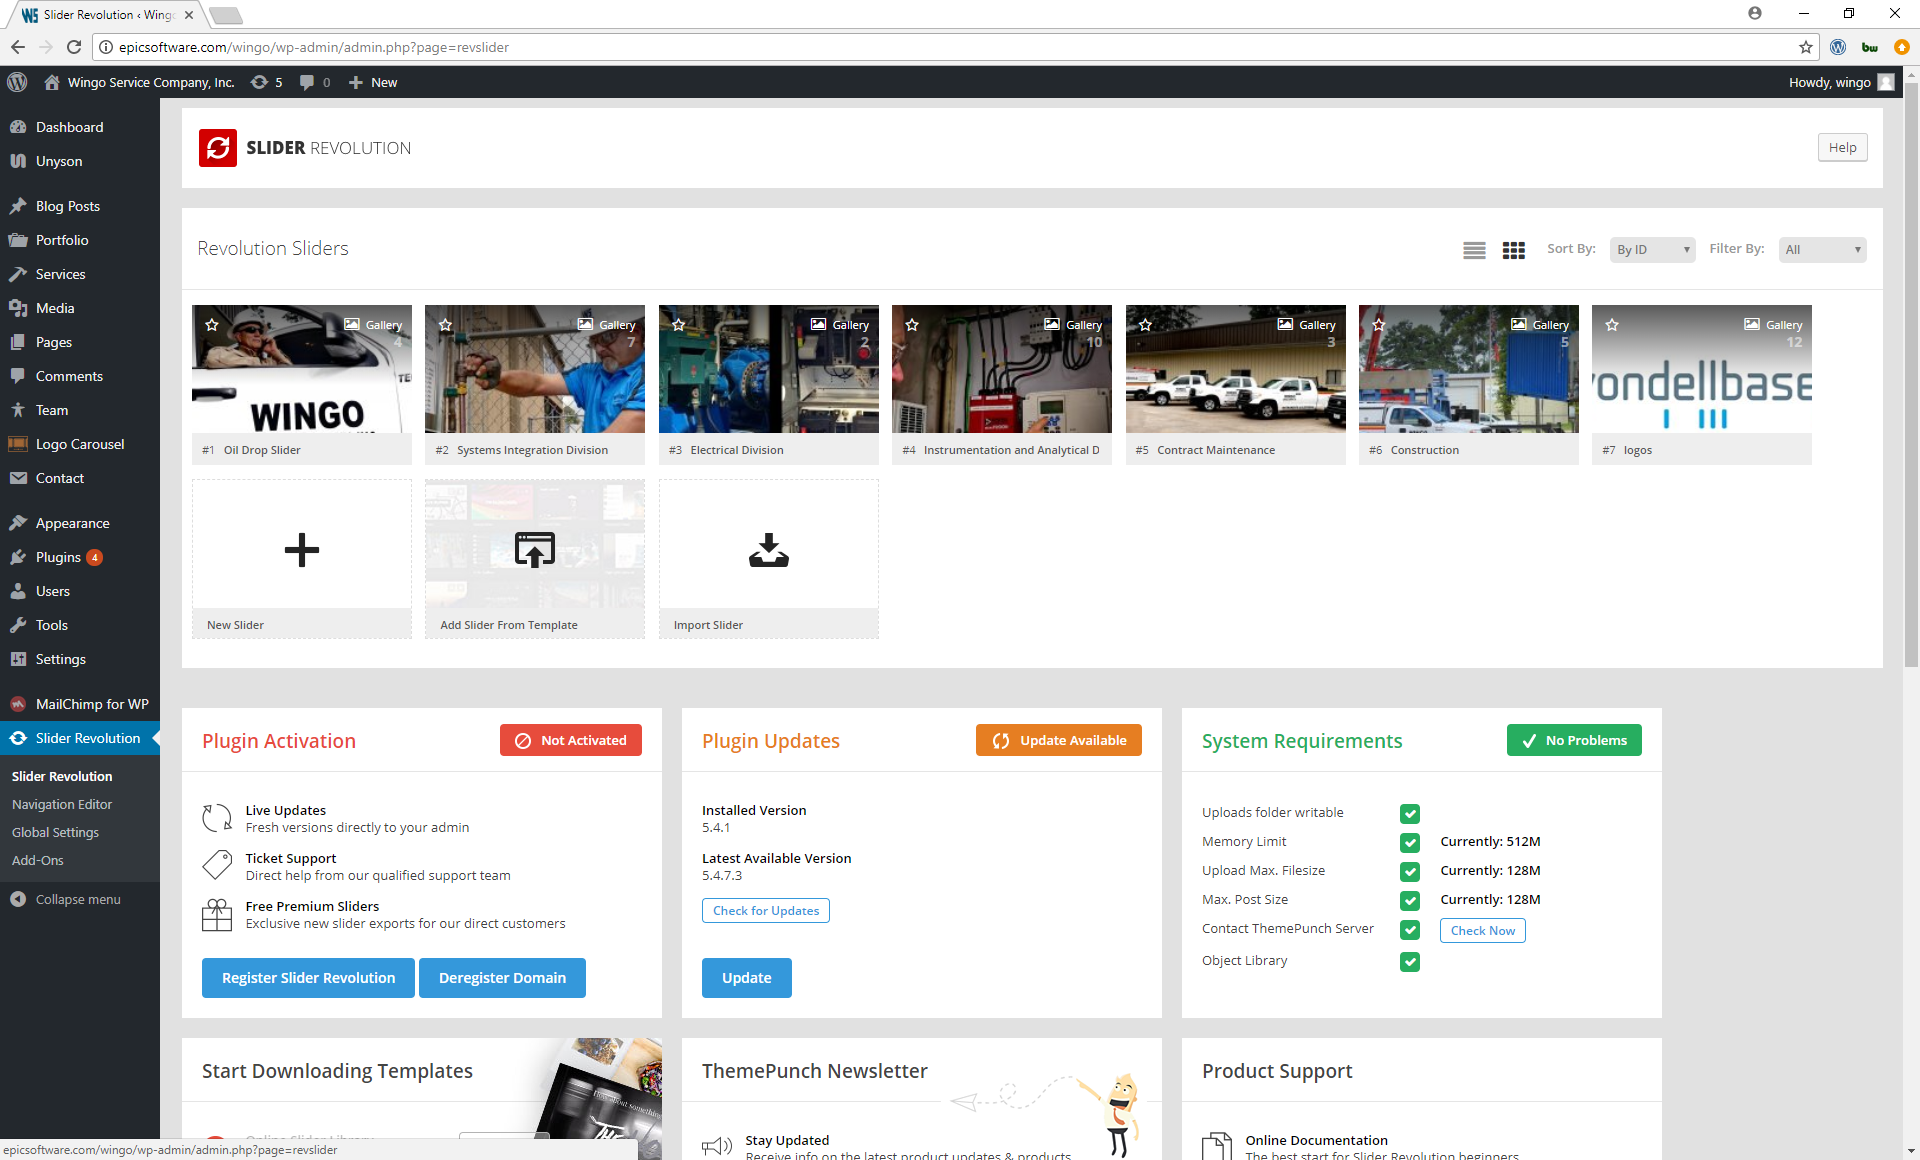 Slider Revolution ‹ Wing
epicsoftware.com/wingo/wp-admin/admin.php?page=revslider
bw
Wingo Service Company, Inc. 5 0 New
Howdy, wingo
Dashboard
Unyson
Blog Posts
Portfolio
Services
Media
Pages
Comments
Team
Logo Carousel
Contact
Appearance
Plugins 4
Users
Tools
Settings
MailChimp for WP
Slider Revolution
Slider Revolution
Navigation Editor
Global Settings
Add-Ons
Collapse menu
SLIDER REVOLUTION
Help
Revolution Sliders
Sort By: By ID Filter By: All
Gallery
4
WINGO
#1 Oil Drop Slider
Gallery
7
#2 Systems Integration Division
Gallery
2
#3 Electrical Division
Gallery
10
#4 Instrumentation and Analytical D
Gallery
3
#5 Contract Maintenance
Gallery
5
#6 Construction
Gallery
12
ondellbase
#7 logos
New Slider
Add Slider From Template
Import Slider
Plugin Activation
Not Activated
Live Updates
Fresh versions directly to your admin
Ticket Support
Direct help from our qualified support team
Free Premium Sliders
Exclusive new slider exports for our direct customers
Register Slider Revolution
Deregister Domain
Plugin Updates
Update Available
Installed Version
5.4.1
Latest Available Version
5.4.7.3
Check for Updates
Update
System Requirements
No Problems
Uploads folder writable
Memory Limit Currently: 512M
Upload Max. Filesize Currently: 128M
Max. Post Size Currently: 128M
Contact ThemePunch Server Check Now
Object Library
Start Downloading Templates
Online Slider Library
ThemePunch Newsletter
Stay Updated
Receive info on the latest product updates & products
Product Support
Online Documentation
The best start for Slider Revolution beginners
epicsoftware.com/wingo/wp-admin/admin.php?page=revslider